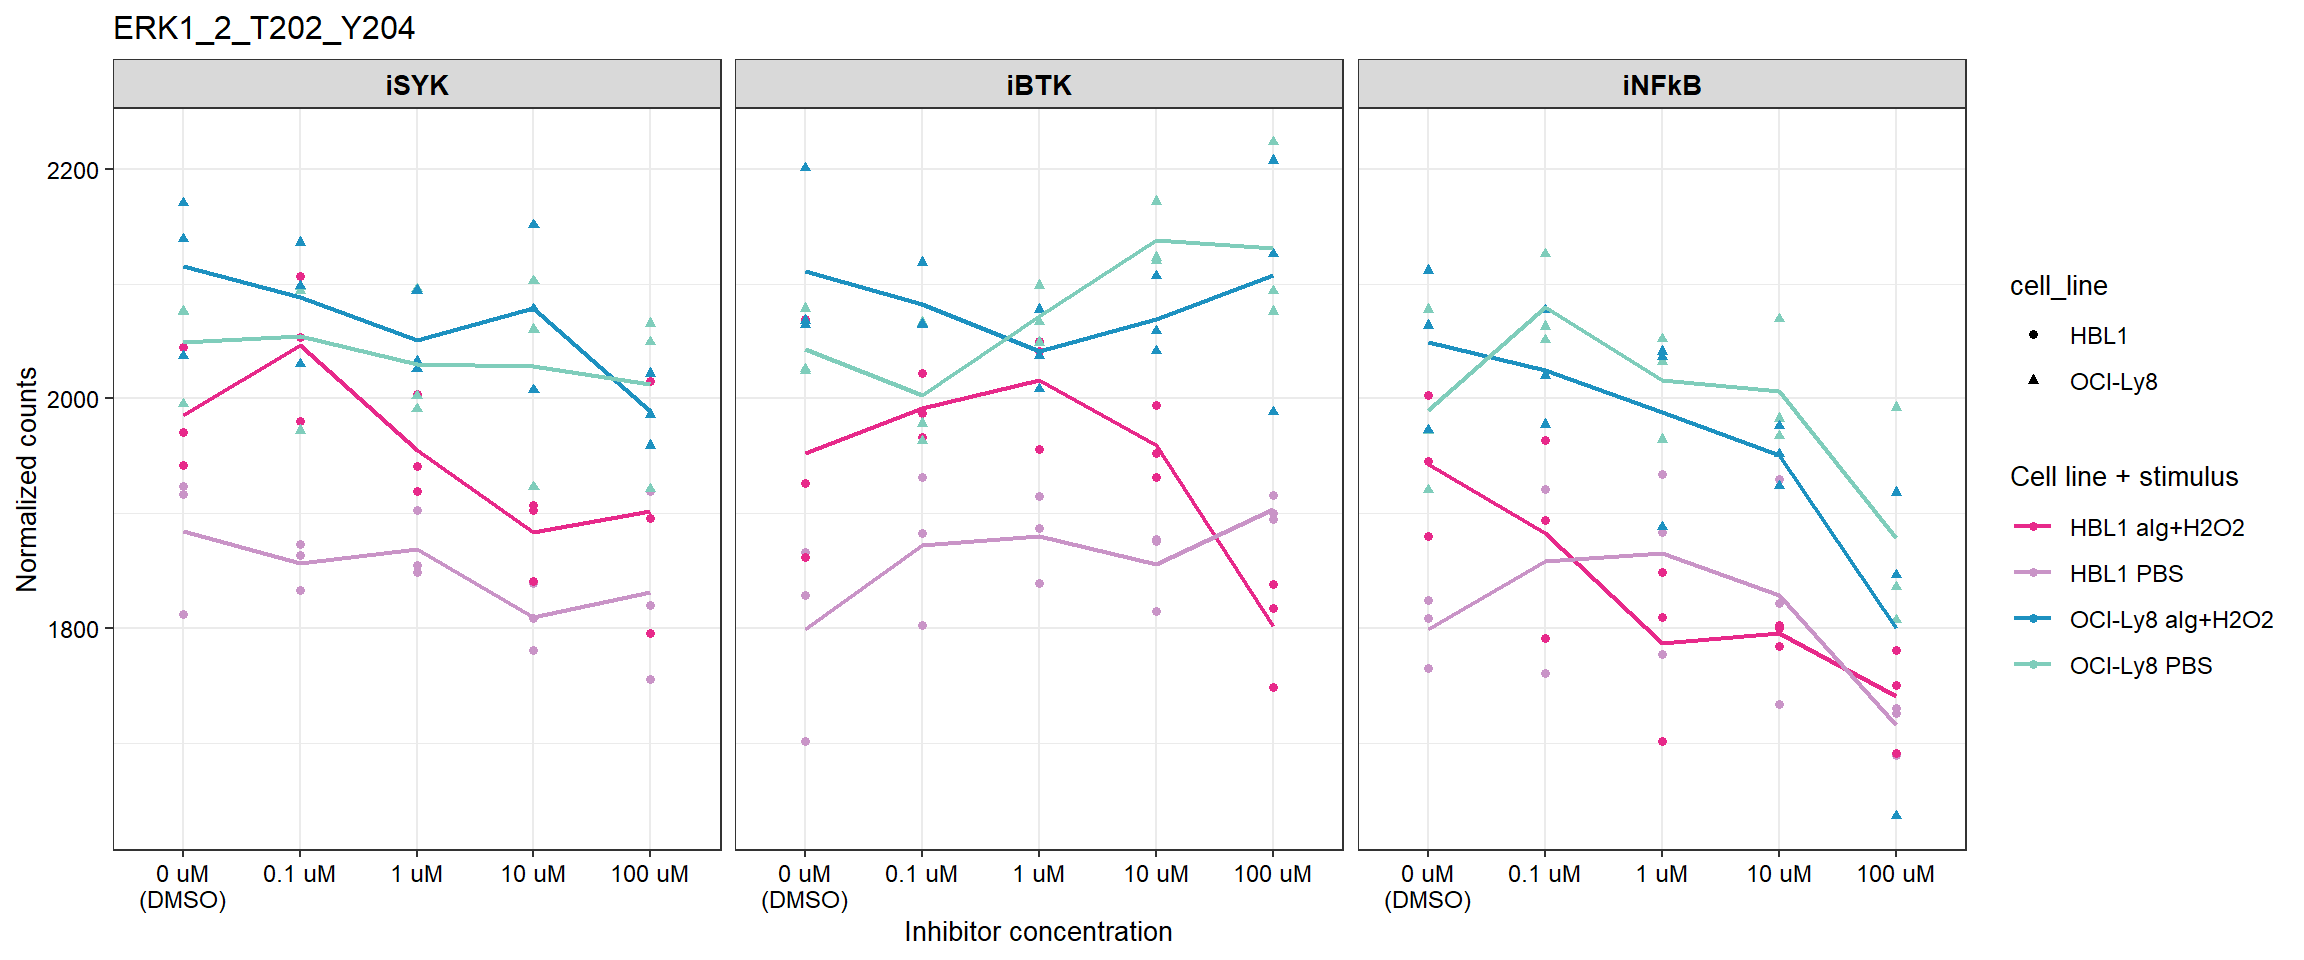 ERK1_2_T202_Y204
iSYK
iBTK
iNFkB
Normalized counts
2200
2000
1800
0 uM
(DMSO)
0.1 uM
1 uM
10 uM
100 uM
0 uM
(DMSO)
0.1 uM
1 uM
10 uM
100 uM
0 uM
(DMSO)
0.1 uM
1 uM
10 uM
100 uM
Inhibitor concentration
cell_line
HBL1
OCI-Ly8
Cell line + stimulus
HBL1 aIg+H2O2
HBL1 PBS
OCI-Ly8 aIg+H2O2
OCI-Ly8 PBS